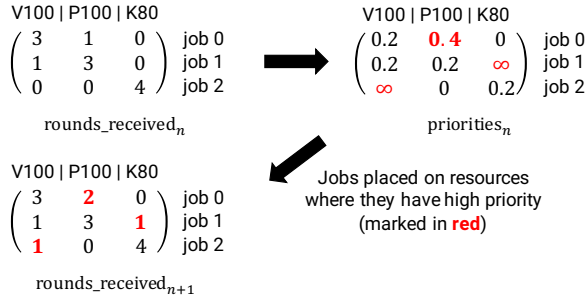 V100 | P100 | K80
3 1 0 job 0
1 3 0 job 1
0 0 4 job 2
rounds_received_n
V100 | P100 | K80
0.2 0.4 0 job 0
0.2 0.2 ∞ job 1
∞ 0 0.2 job 2
priorities_n
V100 | P100 | K80
3 2 0 job 0
1 3 1 job 1
1 0 4 job 2
rounds_received_n+1
Jobs placed on resources
where they have high priority
(marked in red)